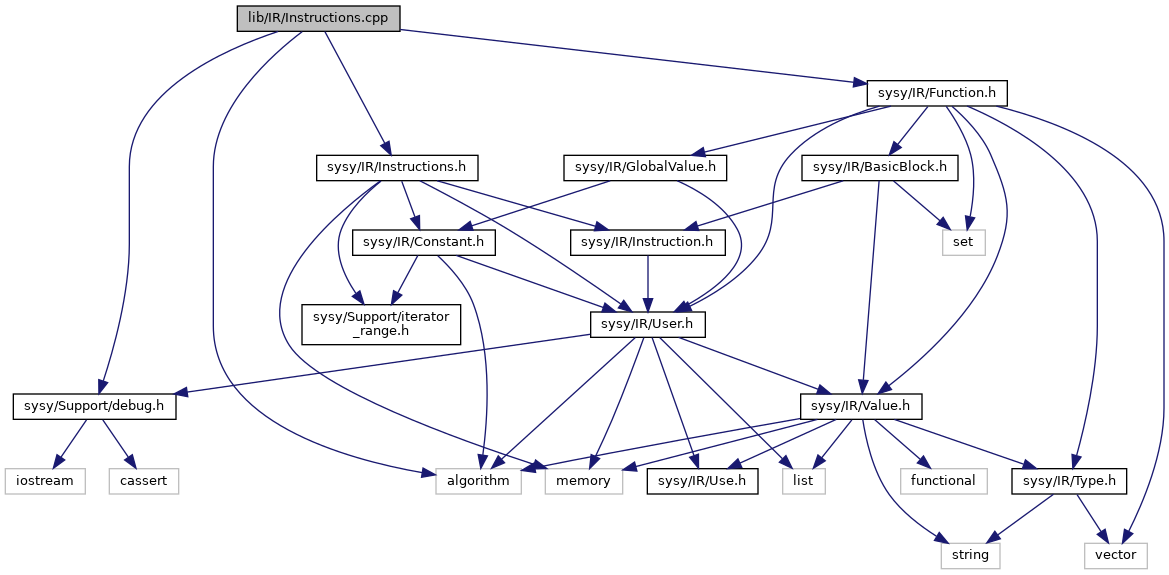 lib/IR/Instructions.cpp
sysy/IR/Function.h
sysy/IR/Instructions.h
sysy/IR/GlobalValue.h
sysy/IR/BasicBlock.h
sysy/IR/Constant.h
sysy/IR/Instruction.h
set
sysy/Support/iterator
_range.h
sysy/IR/User.h
sysy/Support/debug.h
sysy/IR/Value.h
iostream
cassert
algorithm
memory
sysy/IR/Use.h
list
functional
sysy/IR/Type.h
string
vector